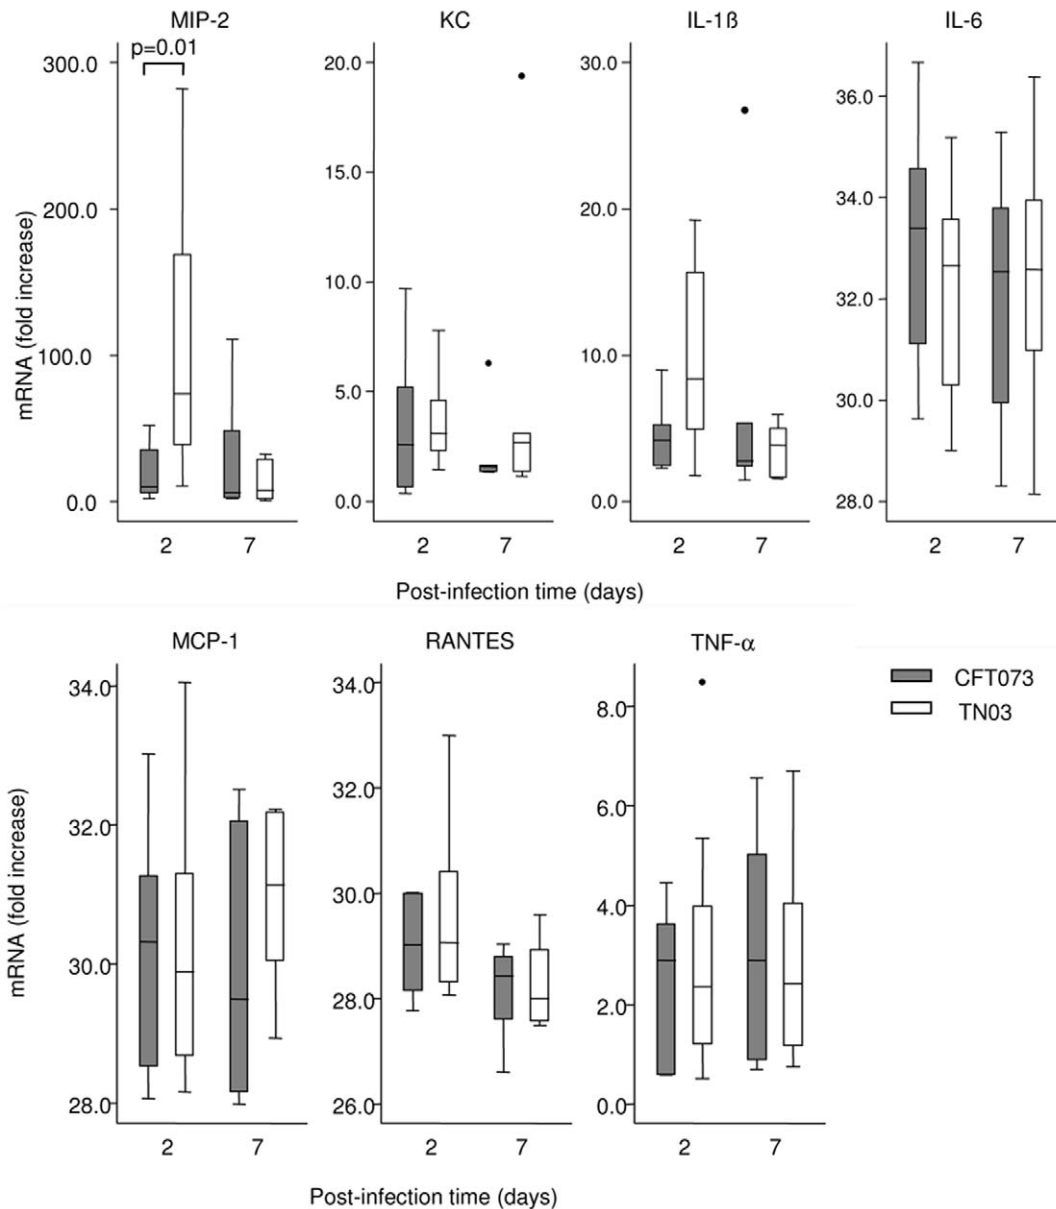 MIP-2 KC IL-1ß IL-6
p=0.01
300.0 20.0 30.0 36.0
15.0
200.0 20.0 34.0
10.0
32.0
100.0 10.0
5.0
30.0
0.0 0.0 0.0 28.0
mRNA (fold increase)
2 7 2 7 2 7 2 7
Post-infection time (days)
MCP-1 RANTES TNF-α
CFT073
TN03
34.0 34.0 8.0
32.0 32.0 6.0
30.0 30.0 4.0
28.0 2.0
28.0 26.0 0.0
mRNA (fold increase)
2 7 2 7 2 7
Post-infection time (days)